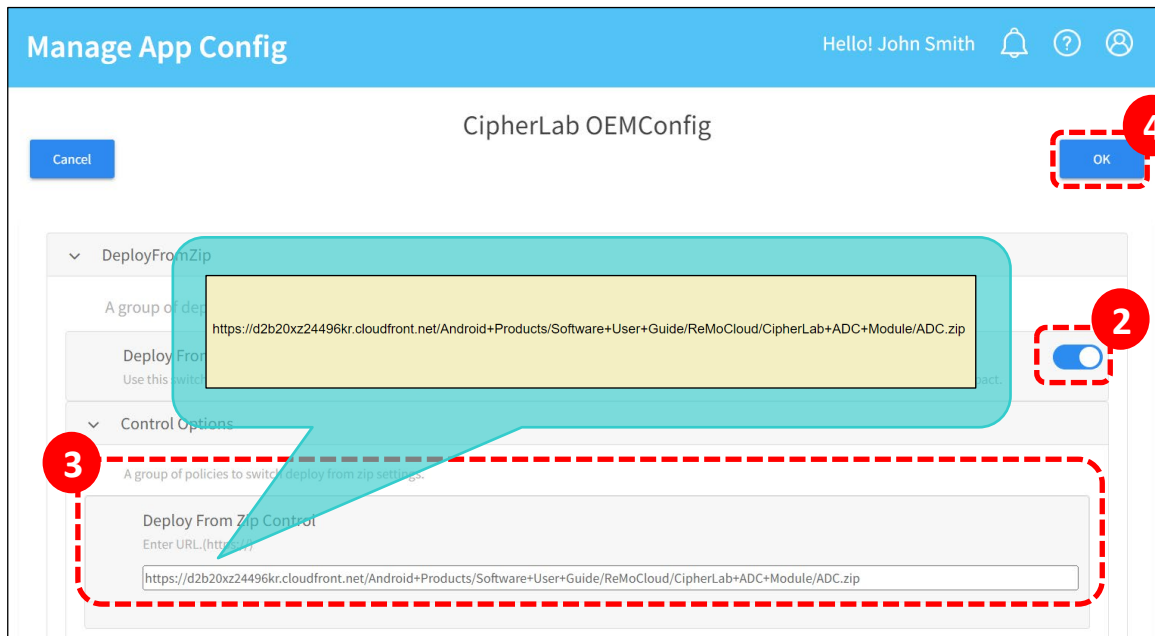 Manage App Config
Hello! John Smith
CipherLab OEMConfig
4
Cancel
OK
DeployFromZip
A group of dep
https://d2b20xz24496kr.cloudfront.net/Android+Products/Software+User+Guide/ReMoCloud/CipherLab+ADC+Module/ADC.zip
2
Deploy From
Use this switch pact.
Control Options
3
A group of policies to switch deploy from zip settings.
Deploy From Zip Control
Enter URL.(https://)
https://d2b20xz24496kr.cloudfront.net/Android+Products/Software+User+Guide/ReMoCloud/CipherLab+ADC+Module/ADC.zip